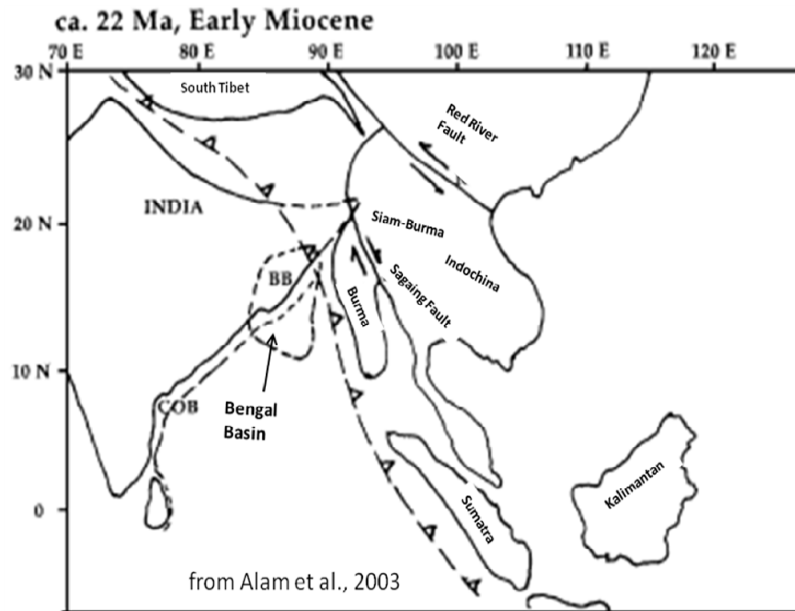 ca. 22 Ma, Early Miocene
70 E 80 E 90 E 100 E 110 E 120 E
30 N
South Tibet
Red River
Fault
INDIA
20 N
Siam-Burma
Indochina
BB
Sagaing Fault
Burma
10 N
COB
Bengal
Basin
Kalimantan
Sumatra
0
from Alam et al., 2003